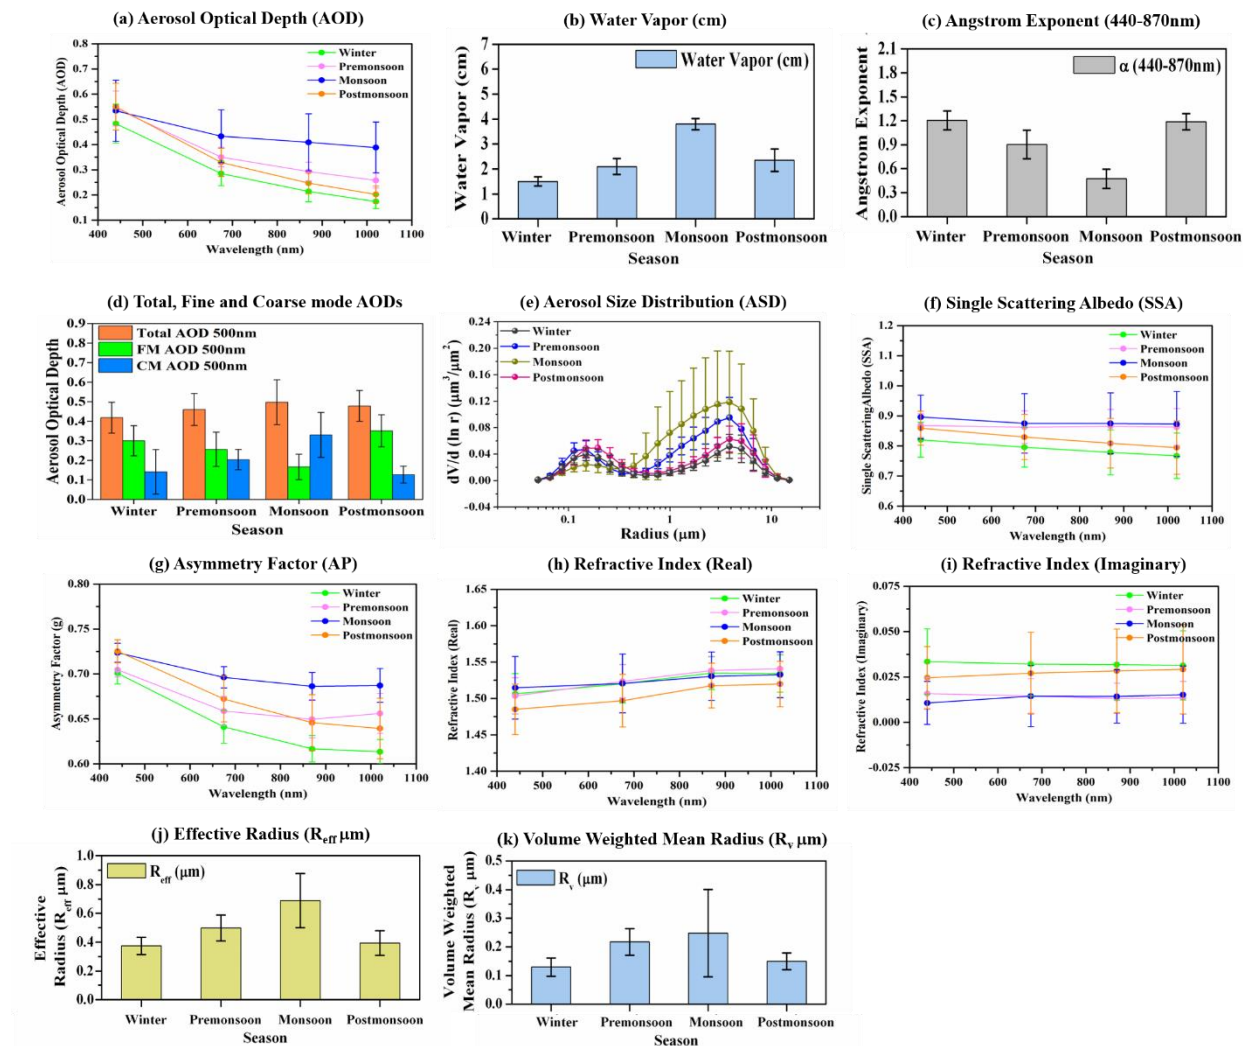 (a) Aerosol Optical Depth (AOD)
Aerosol Optical Depth (AOD)
0.8
0.7
0.6
0.5
0.4
0.3
0.2
0.1
Winter
Premonsoon
Monsoon
Postmonsoon
400 500 600 700 800 900 1000 1100
Wavelength (nm)
(b) Water Vapor (cm)
Water Vapor (cm)
7
6
5
4
3
2
1
0
Water Vapor (cm)
Winter Premonsoon Monsoon Postmonsoon
Season
(c) Angstrom Exponent (440-870nm)
Angstrom Exponent
2.1
1.8
1.5
1.2
0.9
0.6
0.3
0.0
α (440-870nm)
Winter Premonsoon Monsoon Postmonsoon
Season
(d) Total, Fine and Coarse mode AODs
Aerosol Optical Depth
0.9
0.8
0.7
0.6
0.5
0.4
0.3
0.2
0.1
0.0
Total AOD 500nm
FM AOD 500nm
CM AOD 500nm
Winter Premonsoon Monsoon Postmonsoon
Season
(e) Aerosol Size Distribution (ASD)
dV/d (ln r) (μm³/μm²)
0.24
0.20
0.16
0.12
0.08
0.04
0.00
-0.04
Winter
Premonsoon
Monsoon
Postmonsoon
0.1 1 10
Radius (μm)
(f) Single Scattering Albedo (SSA)
Single ScatteringAlbedo (SSA)
1.2
1.1
1.0
0.9
0.8
0.7
0.6
Winter
Premonsoon
Monsoon
Postmonsoon
400 500 600 700 800 900 1000 1100
Wavelength (nm)
(g) Asymmetry Factor (AP)
Asymmetry Factor (g)
0.80
0.75
0.70
0.65
0.60
Winter
Premonsoon
Monsoon
Postmonsoon
400 500 600 700 800 900 1000 1100
Wavelength (nm)
(h) Refractive Index (Real)
Refractive Index (Real)
1.65
1.60
1.55
1.50
1.45
1.40
Winter
Premonsoon
Monsoon
Postmonsoon
400 500 600 700 800 900 1000 1100
Wavelength (nm)
(i) Refractive Index (Imaginary)
Refractive Index (Imaginary)
0.075
0.050
0.025
0.000
-0.025
Winter
Premonsoon
Monsoon
Postmonsoon
400 500 600 700 800 900 1000 1100
Wavelength (nm)
(j) Effective Radius (Reff μm)
Effective
Radius (Reff μm)
1.0
0.8
0.6
0.4
0.2
0.0
Reff (μm)
Winter Premonsoon Monsoon Postmonsoon
Season
(k) Volume Weighted Mean Radius (Rv μm)
Volume Weighted
Mean Radius (Rv μm)
0.5
0.4
0.3
0.2
0.1
0.0
Rv (μm)
Winter Premonsoon Monsoon Postmonsoon
Season